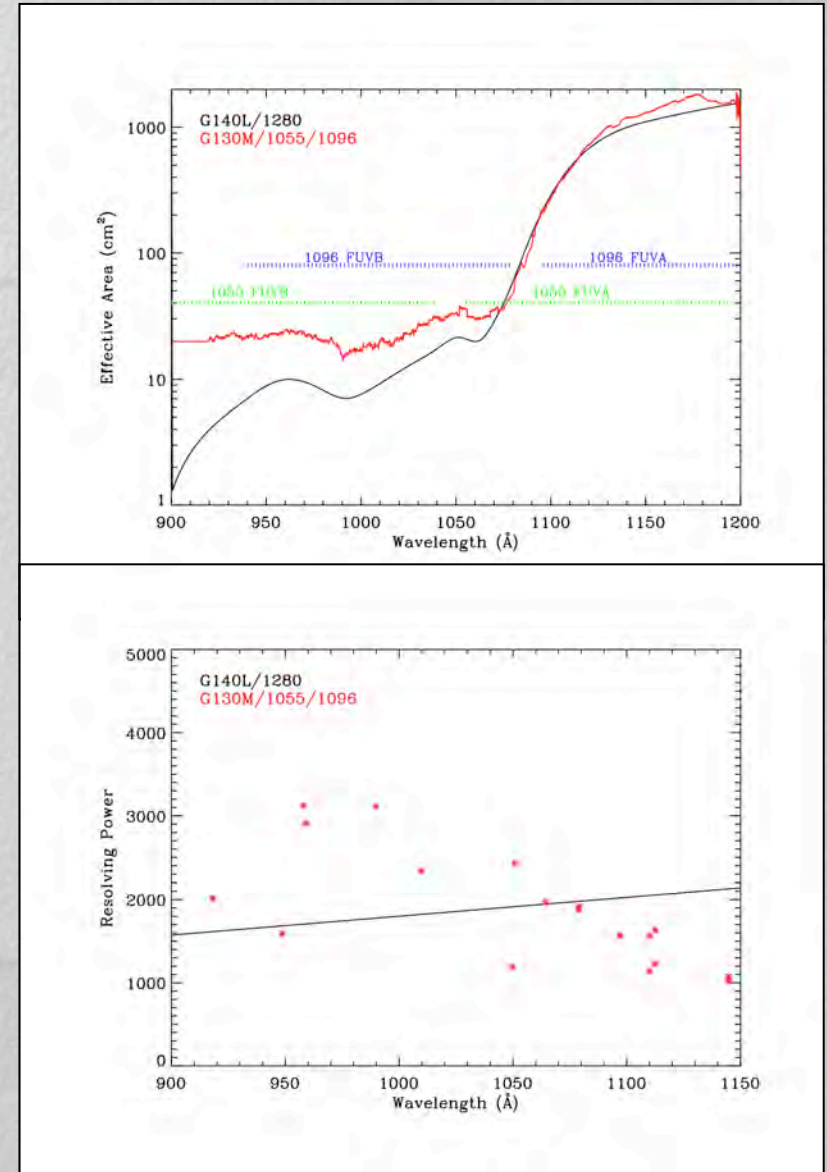 G140L/1280
G130M/1055/1096
1000
100
10
1
Effective Area (cm²)
1096 FUVB
1096 FUVA
1050 FUVB
1050 FUVA
900
950
1000
1050
1100
1150
1200
Wavelength (Å)
5000
4000
3000
2000
1000
0
G140L/1280
G130M/1055/1096
Resolving Power
900
950
1000
1050
1100
1150
Wavelength (Å)